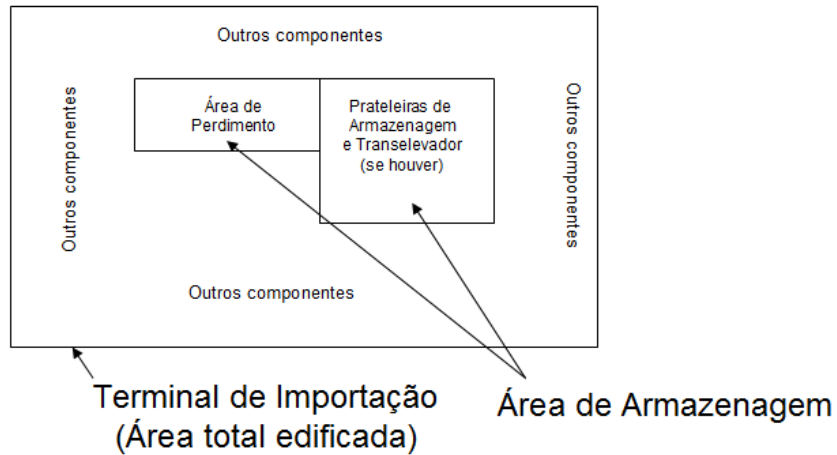 Outros componentes
Outros componentes
Área de
Perdimento
Prateleiras de
Armazenagem
e Transelevador
(se houver)
Outros componentes
Outros componentes
Terminal de Importação
(Área total edificada)
Área de Armazenagem